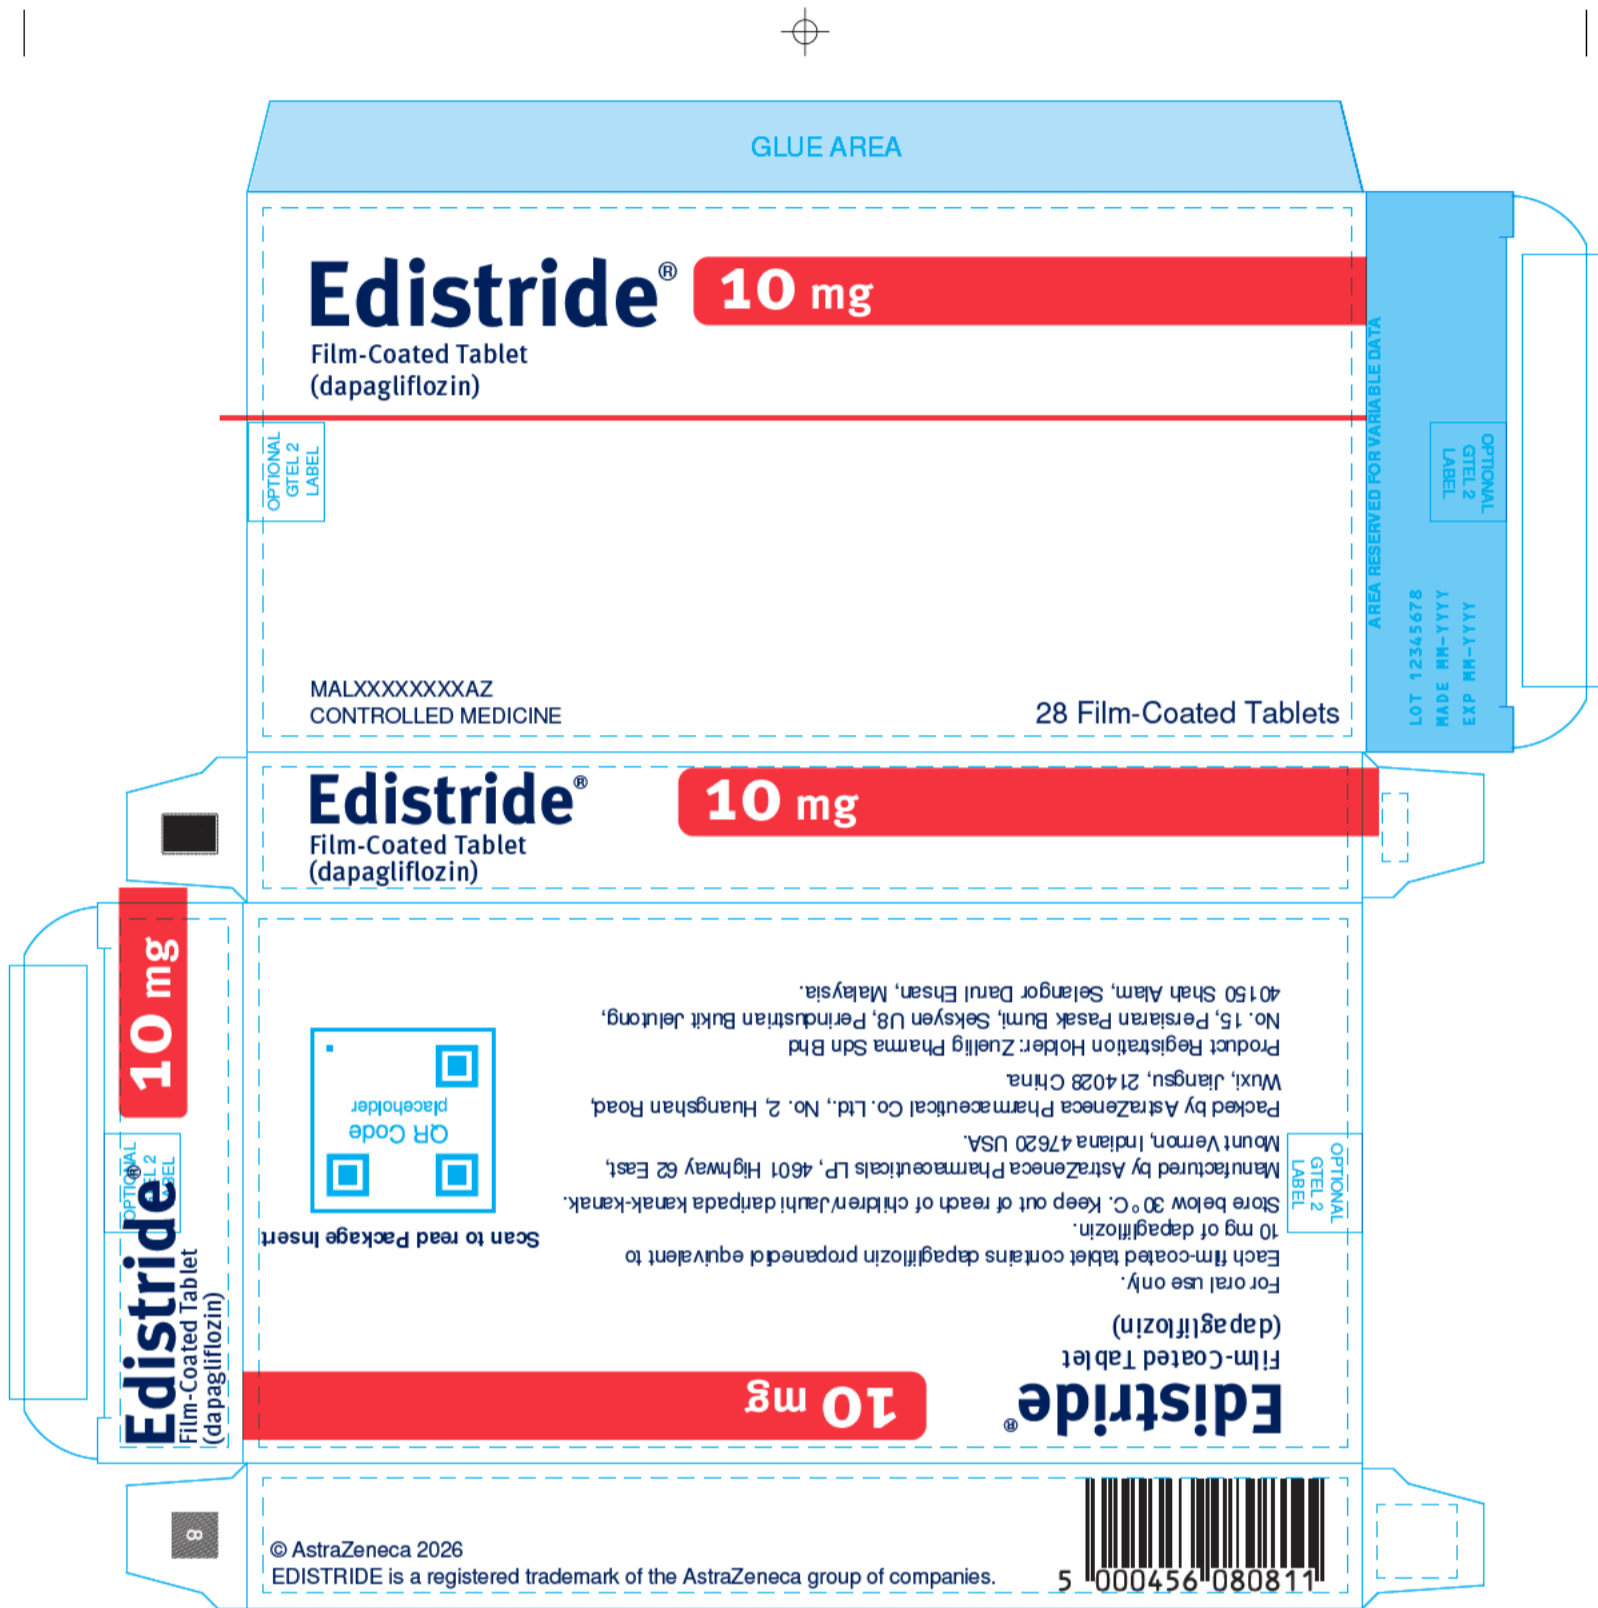 GLUE AREA
Edistride® 10 mg
Film-Coated Tablet
(dapagliflozin)
OPTIONAL
GTEL 2
LABEL
MALXXXXXXXXAZ
CONTROLLED MEDICINE
28 Film-Coated Tablets
AREA RESERVED FOR VARIABLE DATA
OPTIONAL
GTEL 2
LABEL
LOT 12345678
MADE MM-YYYY
EXP MM-YYYY
Edistride® 10 mg
Film-Coated Tablet
(dapagliflozin)
10 mg
OPTIONAL
GTEL 2
LABEL
Edistride®
Film-Coated Tablet
(dapagliflozin)
Edistride® 10 mg
Film-Coated Tablet
(dapagliflozin)
For oral use only.
Each film-coated tablet contains dapagliflozin propanediol equivalent to
10 mg of dapagliflozin.
Store below 30°C. Keep out of reach of children/Jauhi daripada kanak-kanak.
Manufactured by AstraZeneca Pharmaceuticals LP, 4601 Highway 62 East,
Mount Vernon, Indiana 47620 USA.
Packed by AstraZeneca Pharmaceutical Co. Ltd., No. 2, Huangshan Road,
Wuxi, Jiangsu, 214028 China
Product Registration Holder: Zuellig Pharma Sdn Bhd
No. 15, Persiaran Pasak Bumi, Seksyen U8, Perindustrian Bukit Jelutong,
40150 Shah Alam, Selangor Darul Ehsan, Malaysia.
Scan to read Package Insert
QR Code
placeholder
OPTIONAL
GTEL 2
LABEL
8
© AstraZeneca 2026
EDISTRIDE is a registered trademark of the AstraZeneca group of companies.
5 000456 080811